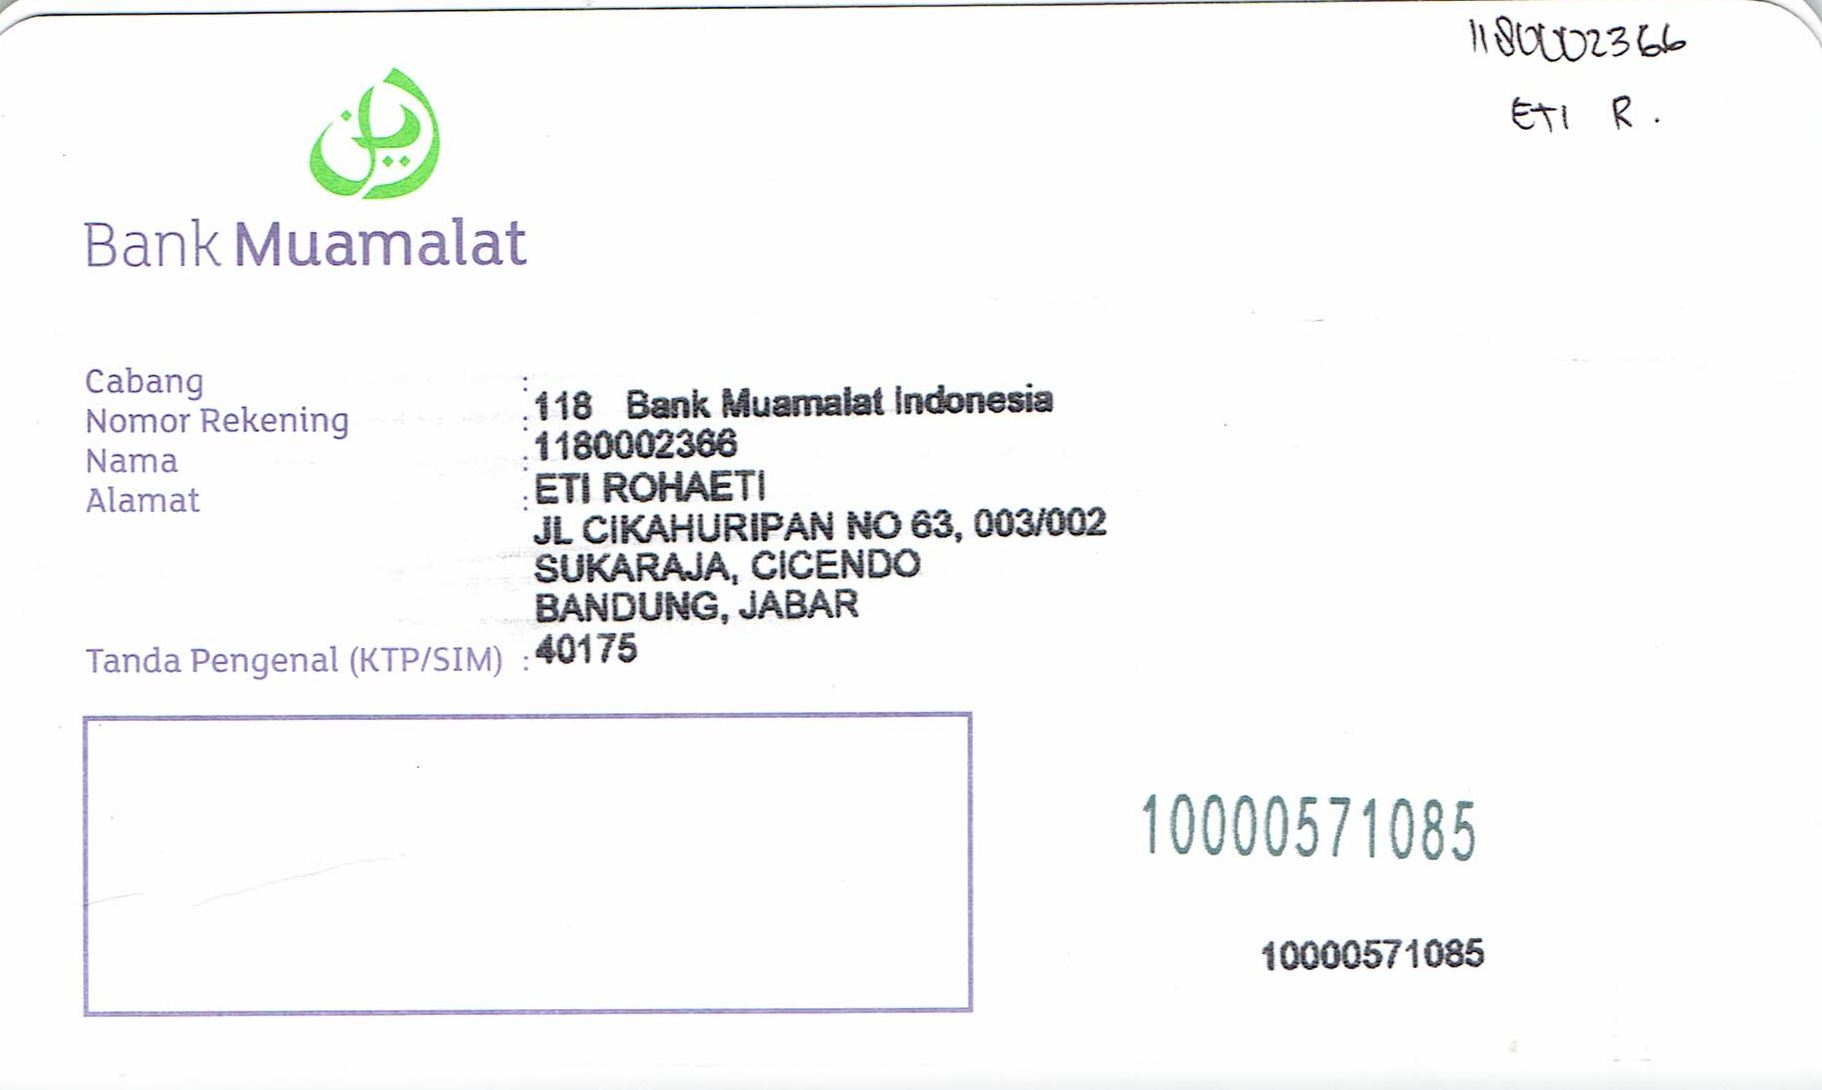 1180002366
ETI R.
Bank Muamalat
Cabang : 118 Bank Muamalat Indonesia
Nomor Rekening : 1180002366
Nama : ETI ROHAETI
Alamat : JL CIKAHURIPAN NO 63, 003/002
SUKARAJA, CICENDO
BANDUNG, JABAR
Tanda Pengenal (KTP/SIM) : 40175
10000571085
10000571085